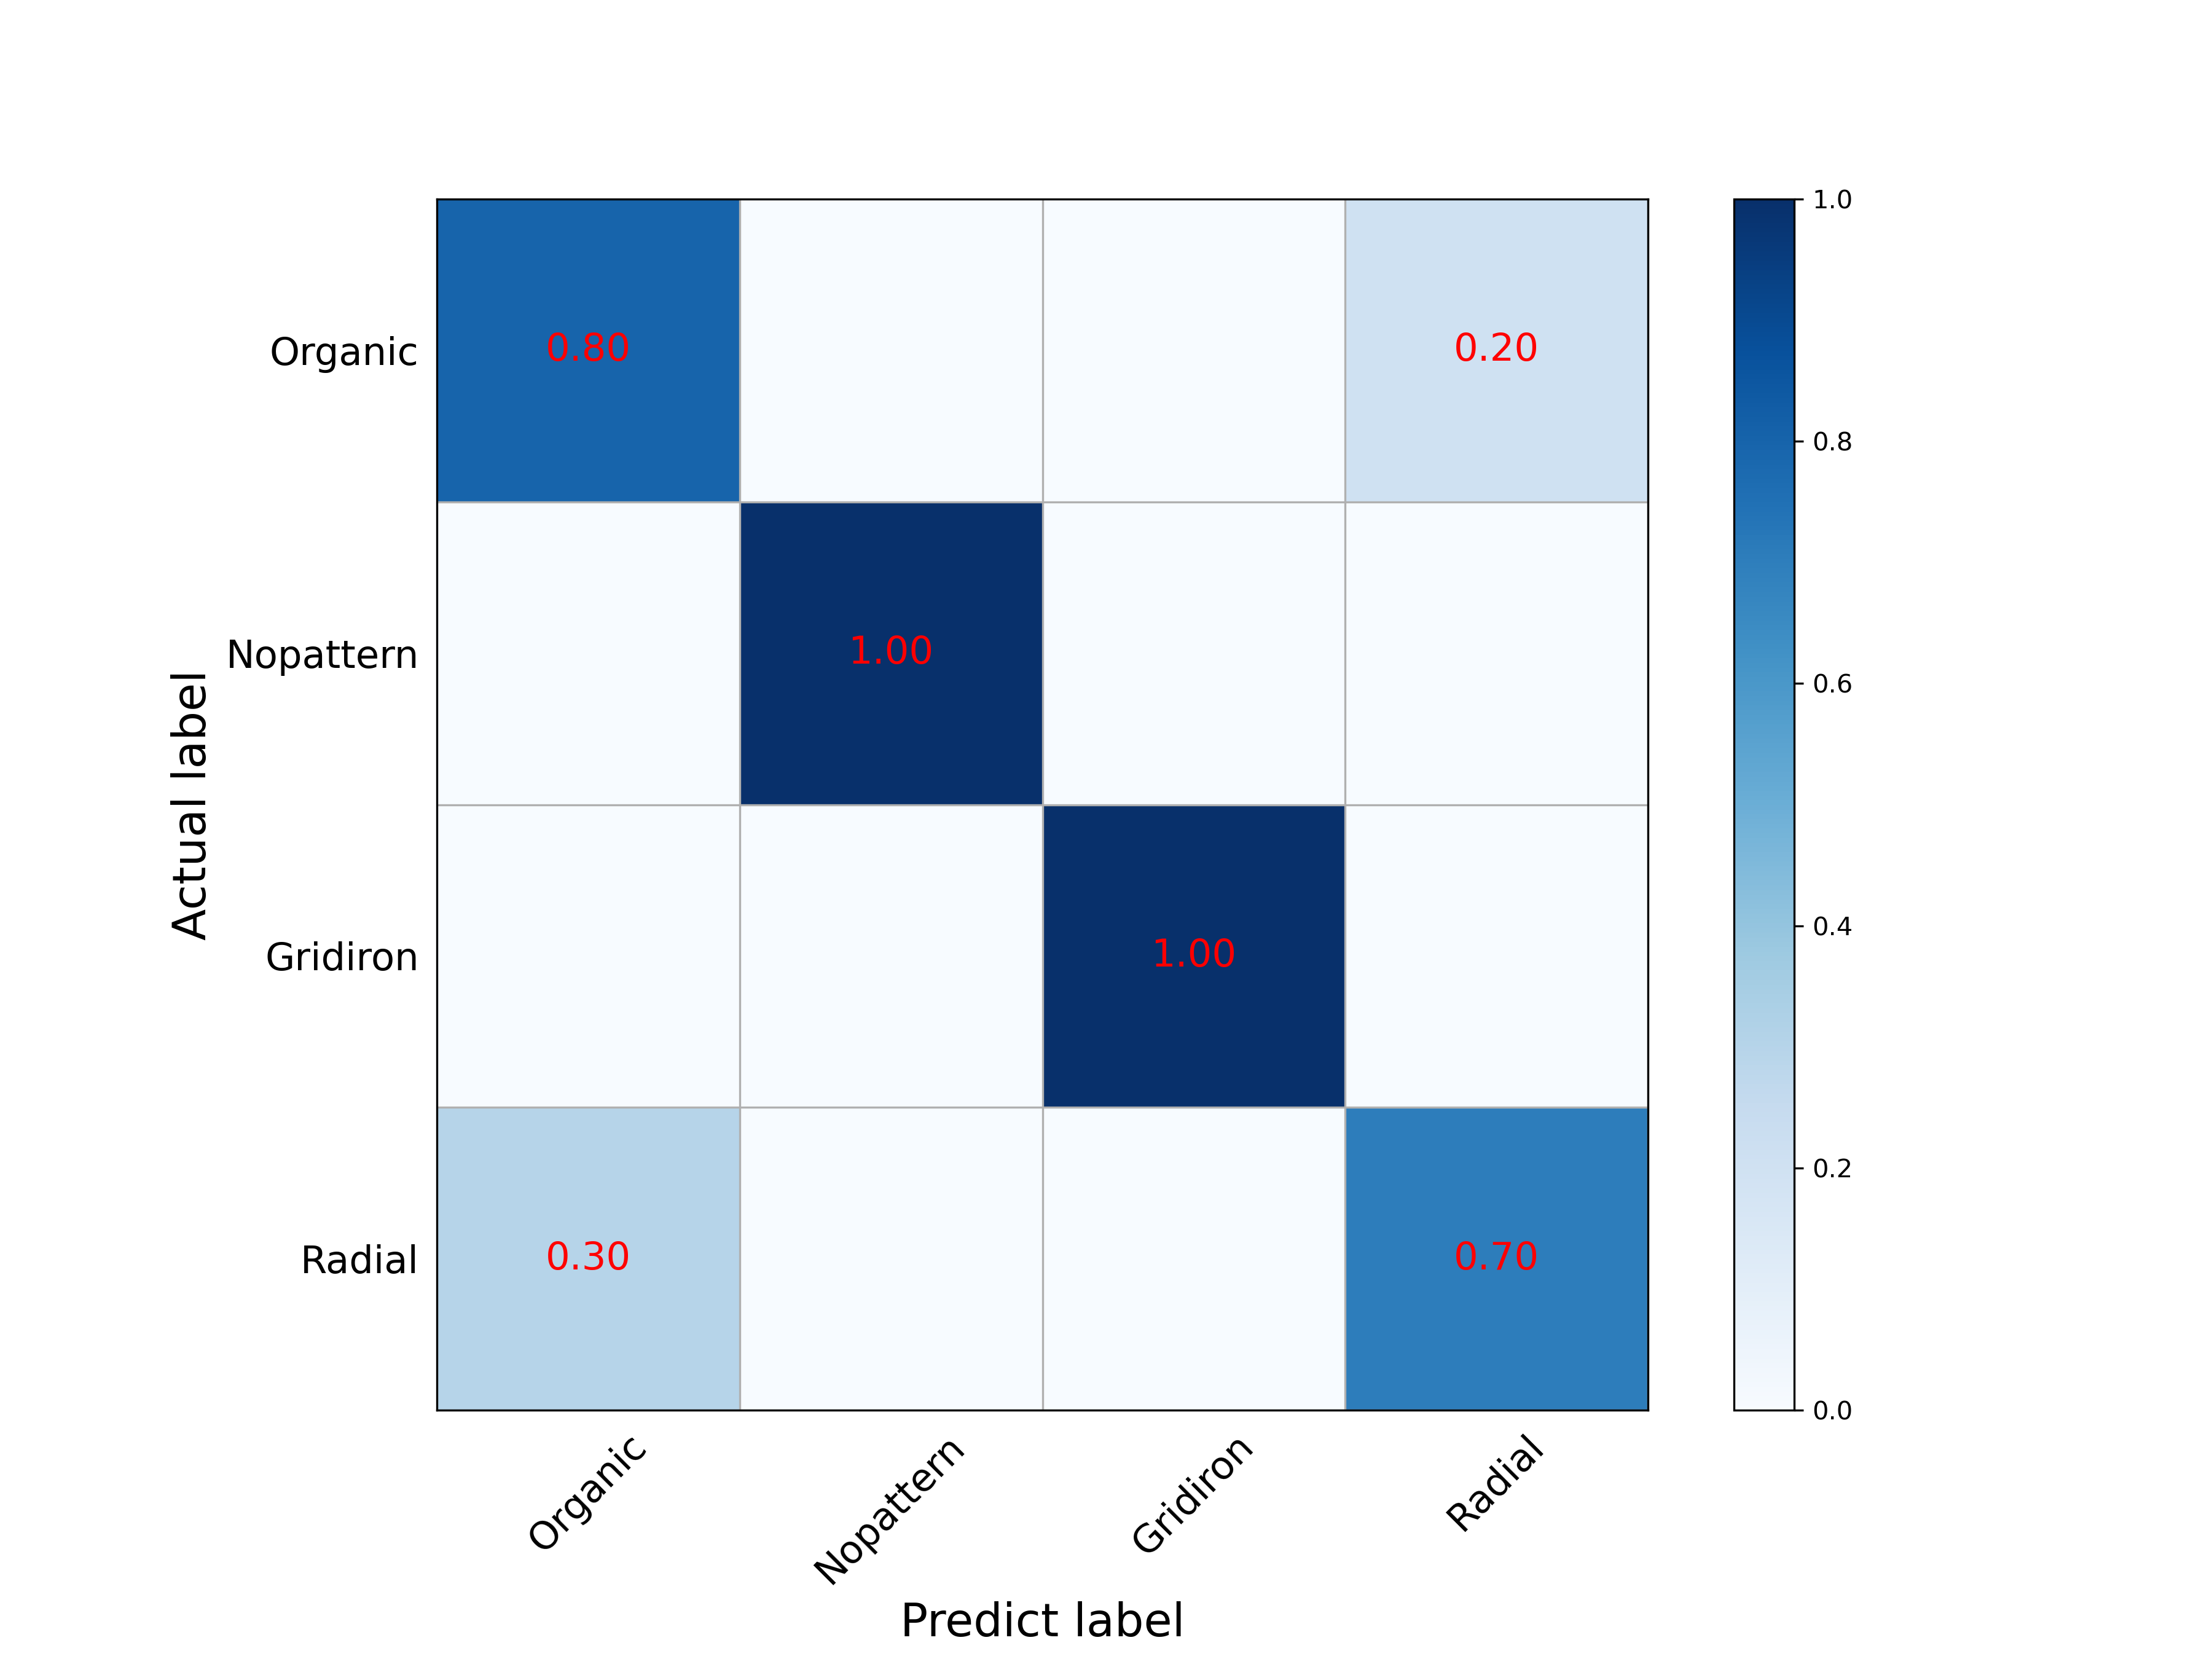 Actual label
Organic
Nopattern
Gridiron
Radial
0.80
0.20
1.00
1.00
0.30
0.70
Organic
Nopattern
Gridiron
Radial
Predict label
1.0
0.8
0.6
0.4
0.2
0.0